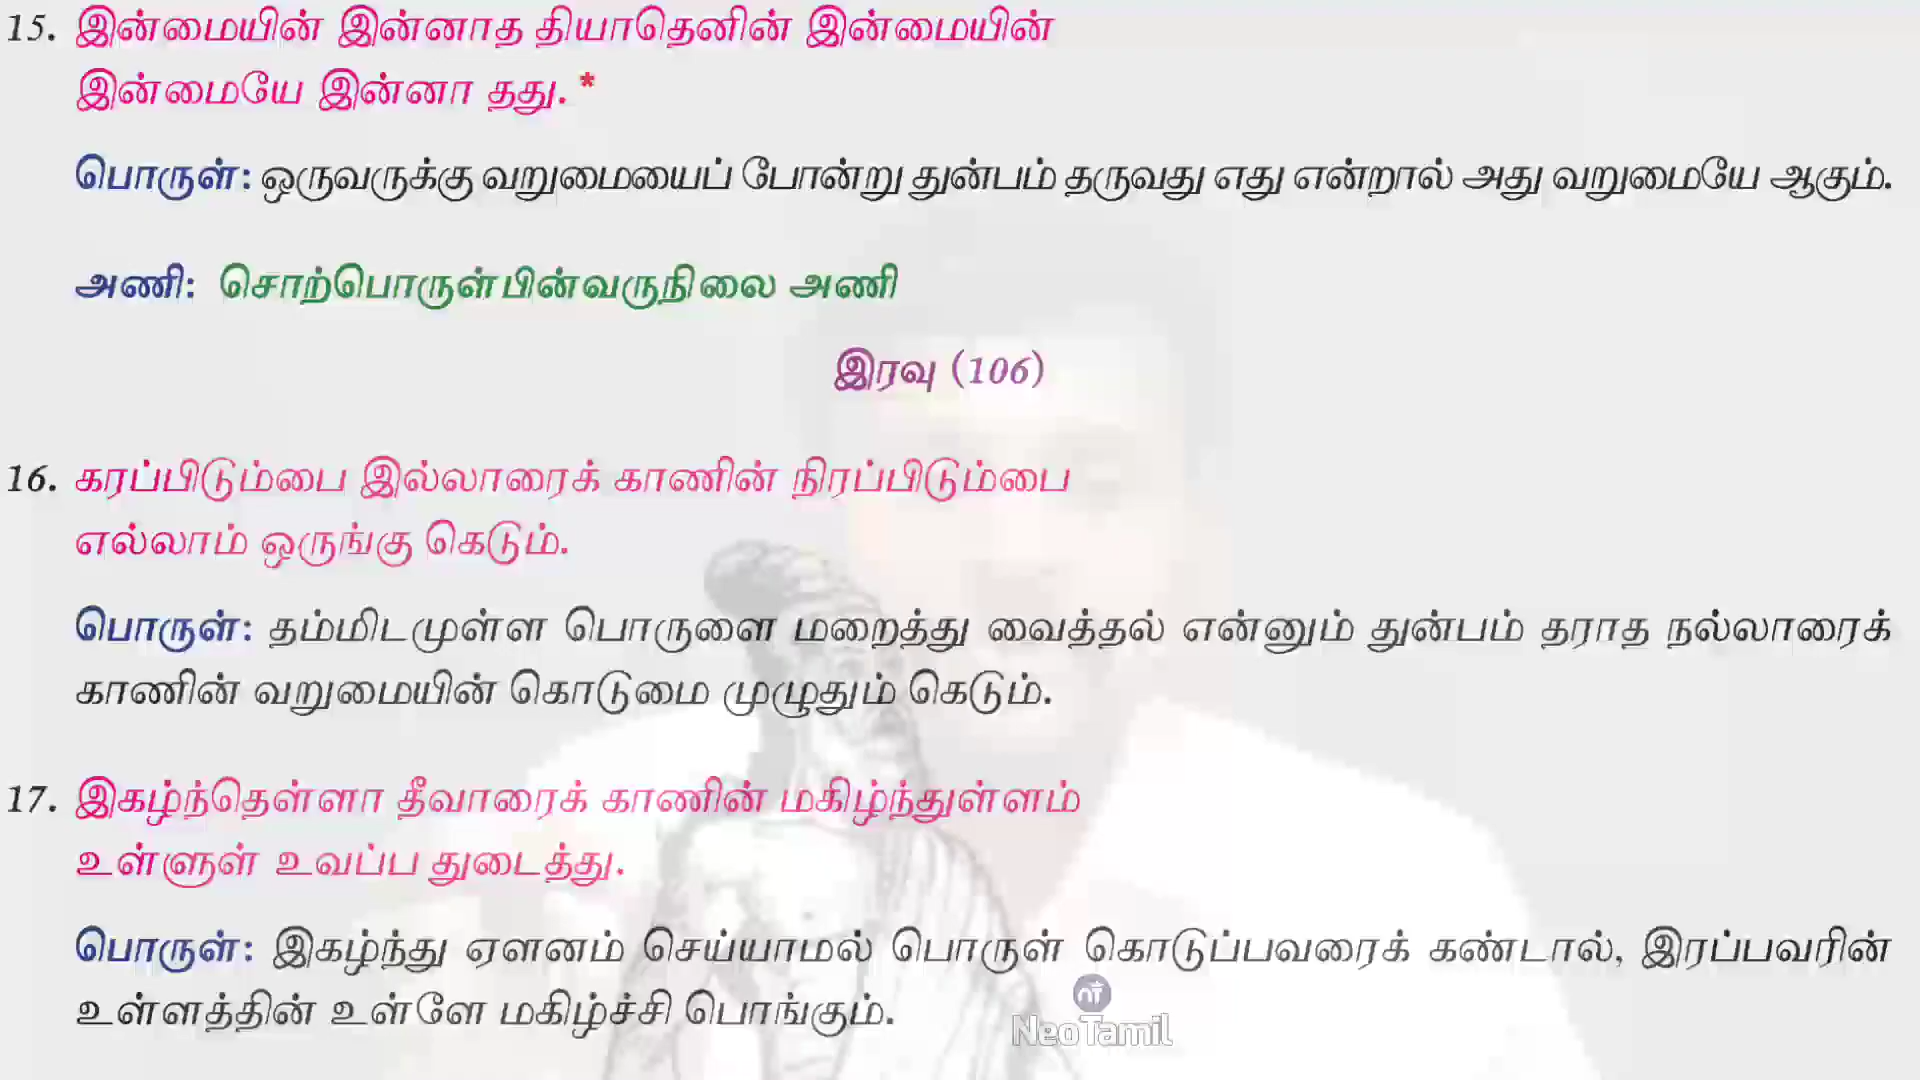 15. இன்மையின் இன்னாத தியாதெனின் இன்மையின்
இன்மையே இன்னா தது. *
பொருள்: ஒருவருக்கு வறுமையைப் போன்று துன்பம் தருவது எது என்றால் அது வறுமையே ஆகும்.
அணி: சொற்பொருள்பின்வருநிலை அணி
இரவு (106)
16. கரப்பிடும்பை இல்லாரைக் காணின் நிரப்பிடும்பை
எல்லாம் ஒருங்கு கெடும்.
பொருள்: தம்மிடமுள்ள பொருளை மறைத்து வைத்தல் என்னும் துன்பம் தராத நல்லாரைக்
காணின் வறுமையின் கொடுமை முழுதும் கெடும்.
17. இகழ்ந்தெள்ளா தீவாரைக் காணின் மகிழ்ந்துள்ளம்
உள்ளுள் உவப்ப துடைத்து.
பொருள்: இகழ்ந்து ஏளனம் செய்யாமல் பொருள் கொடுப்பவரைக் கண்டால், இரப்பவரின்
உள்ளத்தின் உள்ளே மகிழ்ச்சி பொங்கும்.
nT
NeoTamil